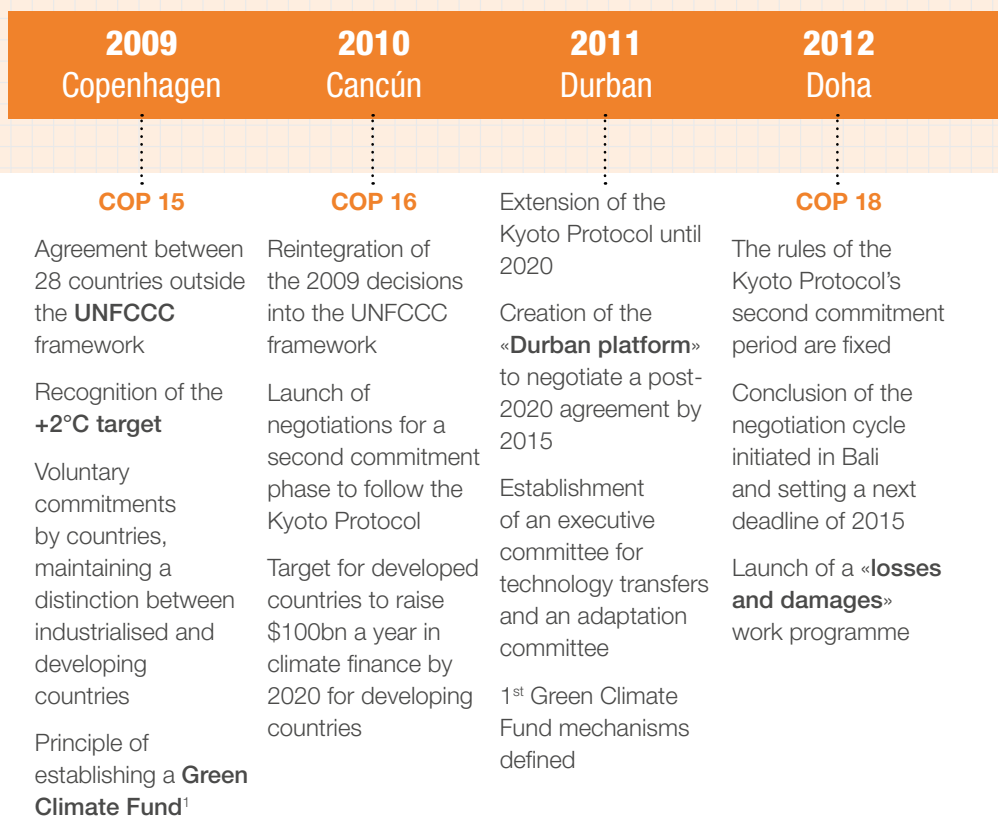 2009
Copenhagen
2010
Cancún
2011
Durban
2012
Doha
COP 15
Agreement between
28 countries outside
the UNFCCC
framework
Recognition of the
+2°C target
Voluntary
commitments
by countries,
maintaining a
distinction between
industrialised and
developing
countries
Principle of
establishing a Green
Climate Fund¹
COP 16
Reintegration of
the 2009 decisions
into the UNFCCC
framework
Launch of
negotiations for a
second commitment
phase to follow the
Kyoto Protocol
Target for developed
countries to raise
$100bn a year in
climate finance by
2020 for developing
countries
Extension of the
Kyoto Protocol until
2020
Creation of the
«Durban platform»
to negotiate a post-
2020 agreement by
2015
Establishment
of an executive
committee for
technology transfers
and an adaptation
committee
1st Green Climate
Fund mechanisms
defined
COP 18
The rules of the
Kyoto Protocol's
second commitment
period are fixed
Conclusion of the
negotiation cycle
initiated in Bali
and setting a next
deadline of 2015
Launch of a «losses
and damages»
work programme